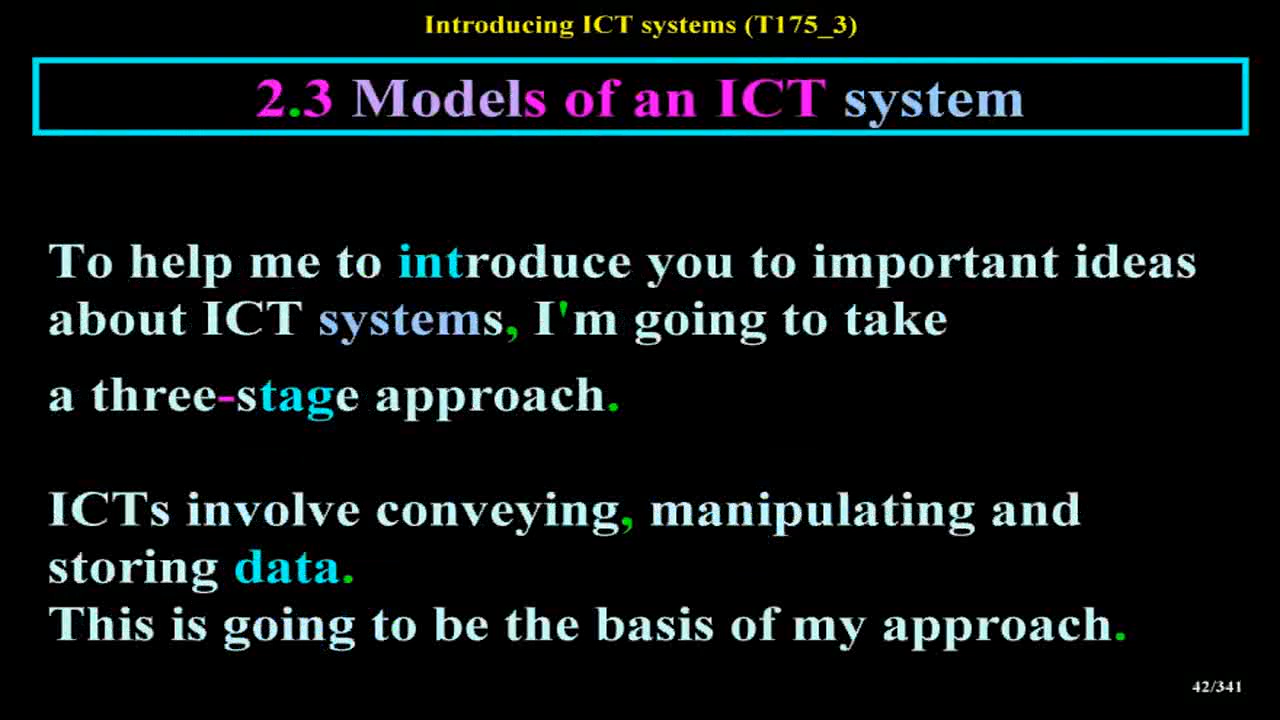 Introducing ICT systems (T175_3)
2.3 Models of an ICT system
To help me to introduce you to important ideas
about ICT systems, I'm going to take
a three-stage approach.
ICTs involve conveying, manipulating and
storing data.
This is going to be the basis of my approach.
42/341